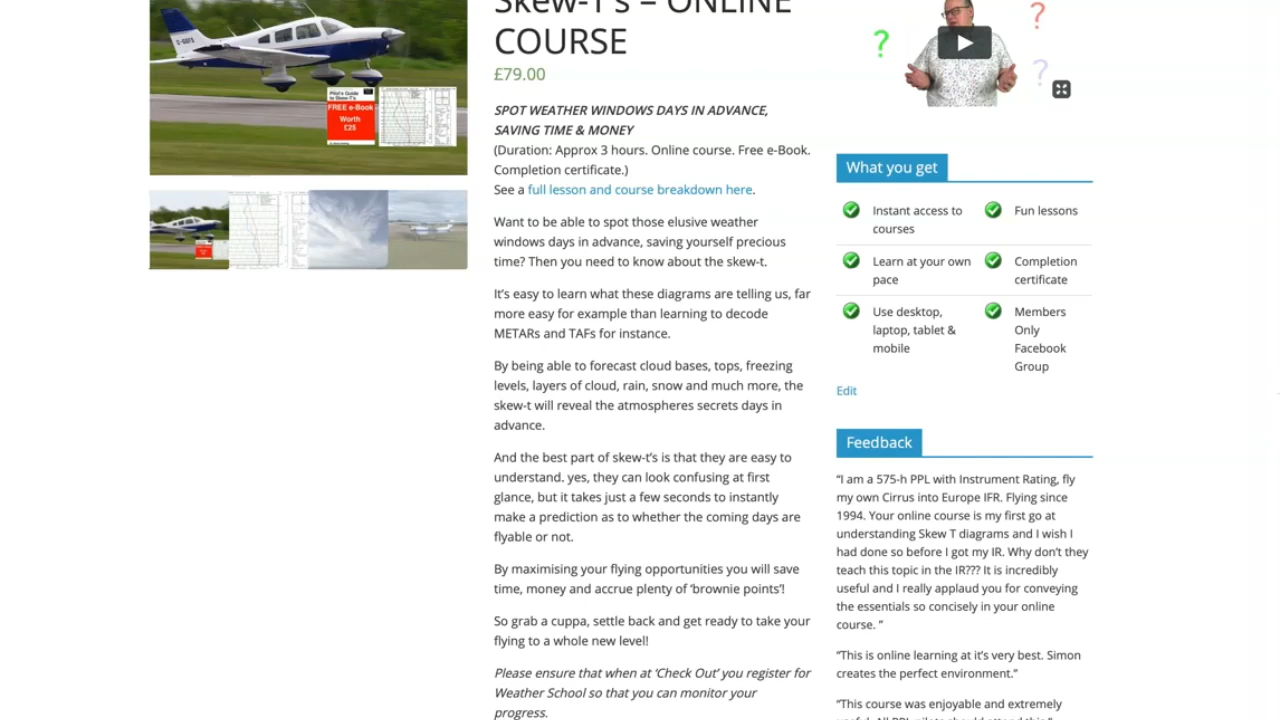 Skew-T's – ONLINE
COURSE
£79.00
Pilot's Guide
to Skew-T's
FREE e-Book
Worth
£25
SPOT WEATHER WINDOWS DAYS IN ADVANCE,
SAVING TIME & MONEY
(Duration: Approx 3 hours. Online course. Free e-Book.
Completion certificate.)
See a full lesson and course breakdown here.
Want to be able to spot those elusive weather
windows days in advance, saving yourself precious
time? Then you need to know about the skew-t.
It's easy to learn what these diagrams are telling us, far
more easy for example than learning to decode
METARs and TAFs for instance.
By being able to forecast cloud bases, tops, freezing
levels, layers of cloud, rain, snow and much more, the
skew-t will reveal the atmospheres secrets days in
advance.
And the best part of skew-t's is that they are easy to
understand. yes, they can look confusing at first
glance, but it takes just a few seconds to instantly
make a prediction as to whether the coming days are
flyable or not.
By maximising your flying opportunities you will save
time, money and accrue plenty of 'brownie points'!
So grab a cuppa, settle back and get ready to take your
flying to a whole new level!
Please ensure that when at 'Check Out' you register for
Weather School so that you can monitor your
progress.
? ? ?
What you get
Instant access to
courses
Fun lessons
Learn at your own
pace
Completion
certificate
Use desktop,
laptop, tablet &
mobile
Members
Only
Facebook
Group
Edit
Feedback
"I am a 575-h PPL with Instrument Rating, fly
my own Cirrus into Europe IFR. Flying since
1994. Your online course is my first go at
understanding Skew T diagrams and I wish I
had done so before I got my IR. Why don't they
teach this topic in the IR??? It is incredibly
useful and I really applaud you for conveying
the essentials so concisely in your online
course. "
"This is online learning at it's very best. Simon
creates the perfect environment."
"This course was enjoyable and extremely
useful. All PPL pilots should attend this."